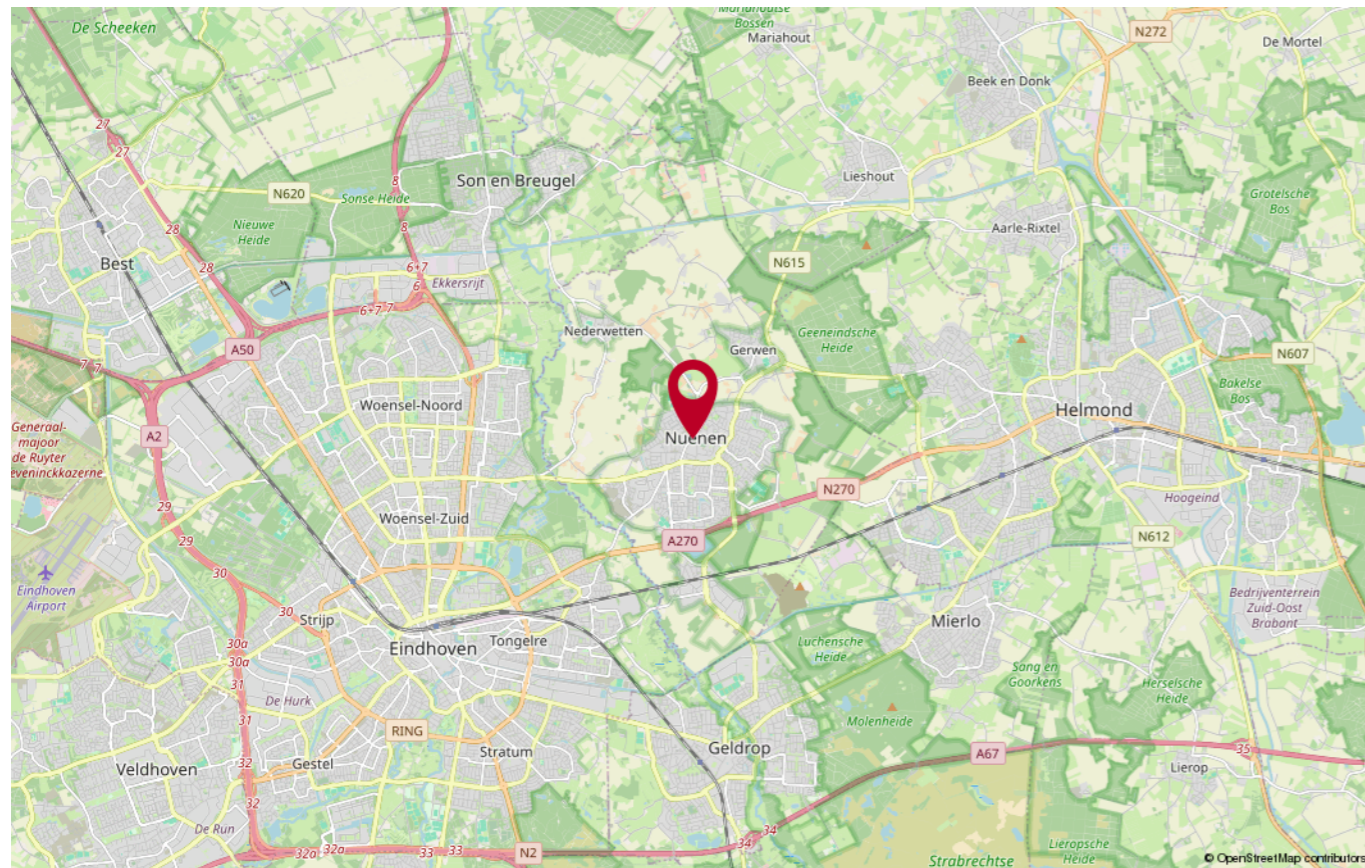 De Scheeken
Mariahoutse
Bossen
Mariahout
N272
De Mortel
Beek en Donk
27
27
8
Son en Breugel
Lieshout
N620
Sonse Heide
Grotelsche
Bos
28
Nieuwe
Heide
8
Aarle-Rixtel
Best
28
N615
6+7
6
Ekkersrijt
7
6+7
Nederwetten
Geeneindsche
Heide
A50
Gerwen
N607
7
7
Bakelse
Bos
Woensel-Noord
Helmond
Generaal-
majoor
de Ruyter
A2
Nuenen
N270
29
Hoogeind
Woensel-Zuid
N612
29
A270
30
Eindhoven
Airport
Bedrijventerrein
Zuid-Oost
Brabant
30
Strijp
Mierlo
30a
Tongelre
Eindhoven
Luchensche
Heide
30a
Sang en
Goorkens
31
Herselsche
Heide
De Hurk
31
Molenheide
RING
Stratum
Geldrop
35
A67
32
Gestel
Veldhoven
Lierop
32
De Run
34
34
32a
32a
33
33
N2
Lieropsche
Heide
Strabrechtse
© OpenStreetMap contributors